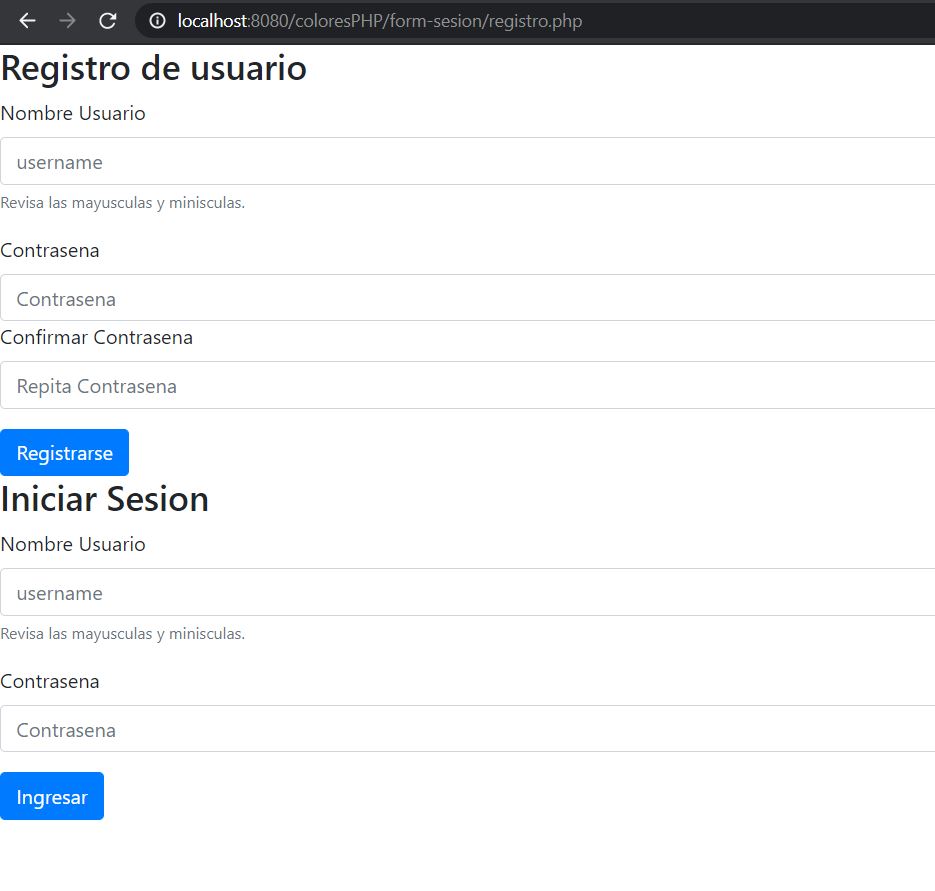 localhost:8080/coloresPHP/form-sesion/registro.php
Registro de usuario
Nombre Usuario
username
Revisa las mayusculas y minisculas.
Contrasena
Contrasena
Confirmar Contrasena
Repita Contrasena
Registrarse
Iniciar Sesion
Nombre Usuario
username
Revisa las mayusculas y minisculas.
Contrasena
Contrasena
Ingresar